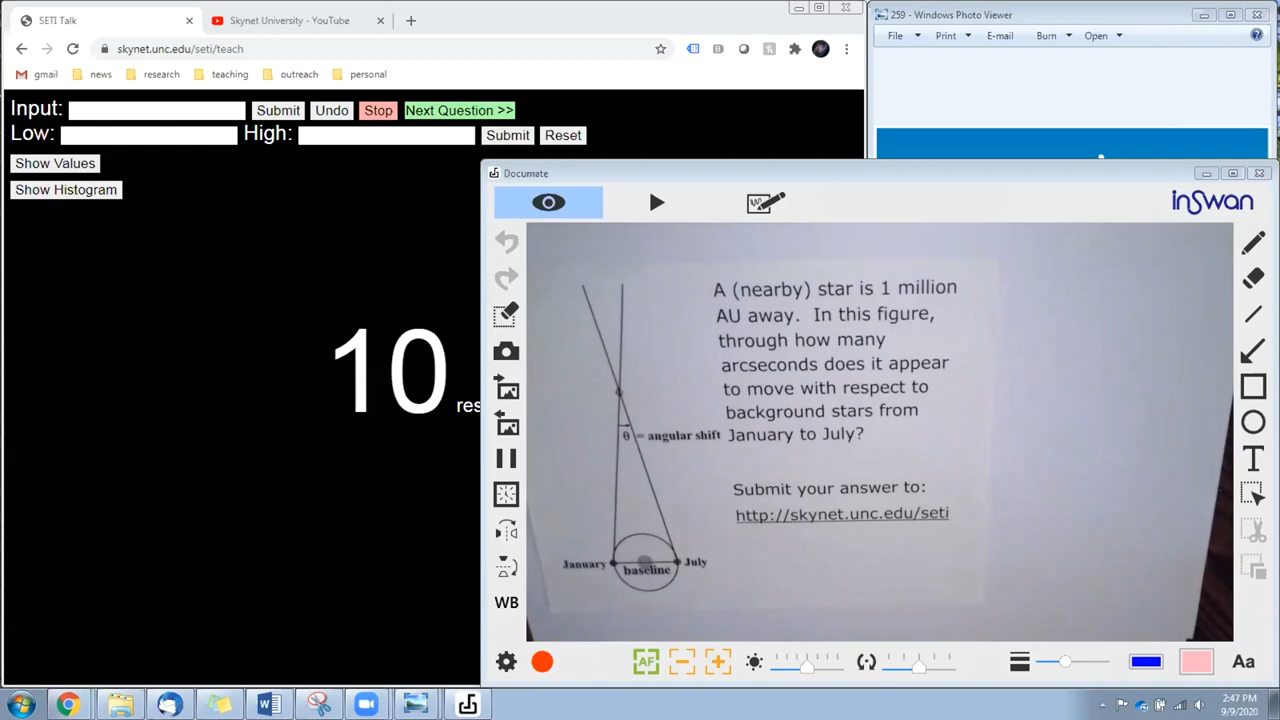 SETI Talk
Skynet University - YouTube
skynet.unc.edu/seti/teach
gmail
news
research
teaching
outreach
personal
Input:
Submit
Undo
Stop
Next Question >>
Low:
High:
Submit
Reset
Show Values
Show Histogram
10 res
259 - Windows Photo Viewer
File
Print
E-mail
Burn
Open
Documate
inSwan
A (nearby) star is 1 million
AU away. In this figure,
through how many
arcseconds does it appear
to move with respect to
background stars from
January to July?
θ = angular shift
Submit your answer to:
http://skynet.unc.edu/seti
January
July
baseline
T
WB
AF
Aa
2:47 PM
9/9/2020